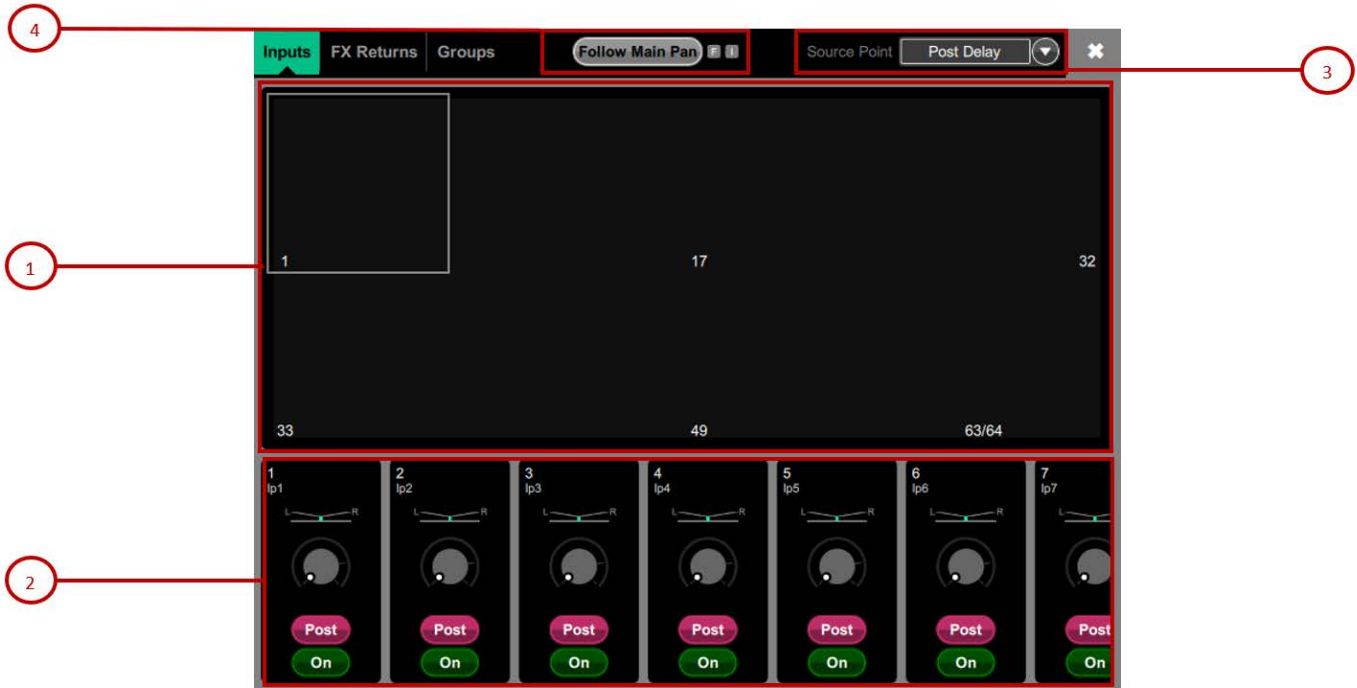 4
Inputs FX Returns Groups Follow Main Pan F I Source Point Post Delay
3
1
1 17 32
33 49 63/64
2
1 2 3 4 5 6 7
Ip1 Ip2 Ip3 Ip4 Ip5 Ip6 Ip7
L R L R L R L R L R L R L
Post Post Post Post Post Post Post
On On On On On On On